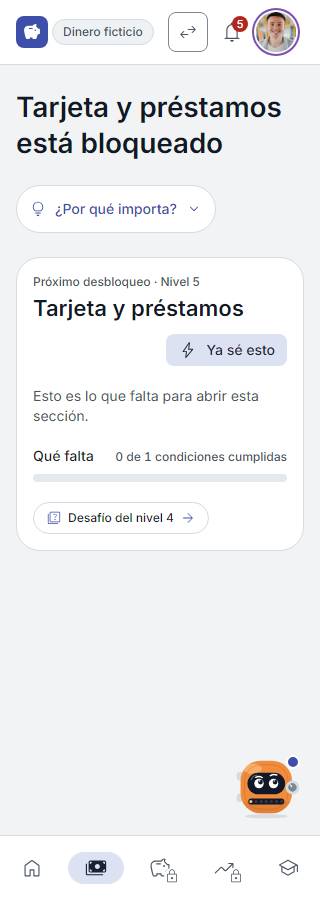 Dinero ficticio
5
Tarjeta y préstamos
está bloqueado
¿Por qué importa?
Próximo desbloqueo · Nivel 5
Tarjeta y préstamos
Ya sé esto
Esto es lo que falta para abrir esta
sección.
Qué falta
0 de 1 condiciones cumplidas
Desafío del nivel 4